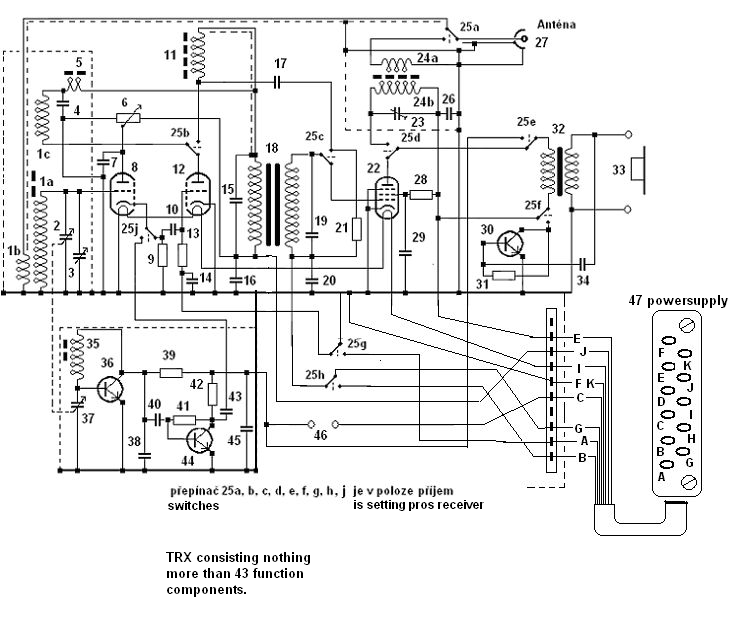 25a
Anténa
27
11
5
24a
17
4
6
24b
26
23
25b
25c
25e
32
25d
1c
7
8
12
18
22
33
1a
28
15
10
2
25j
13
19
21
25f
30
3
9
29
1b
14
16
20
31
34
47 powersupply
E
J
I
F K
C
G
A
B
F
K
E
J
D
I
C
H
B
G
A
25g
35
36
39
25h
42
43
37
40
41
46
38
44
45
přepínač 25a, b, c, d, e, f, g, h, j je v poloze příjem
switches is setting pros receiver
TRX consisting nothing
more than 43 function
components.